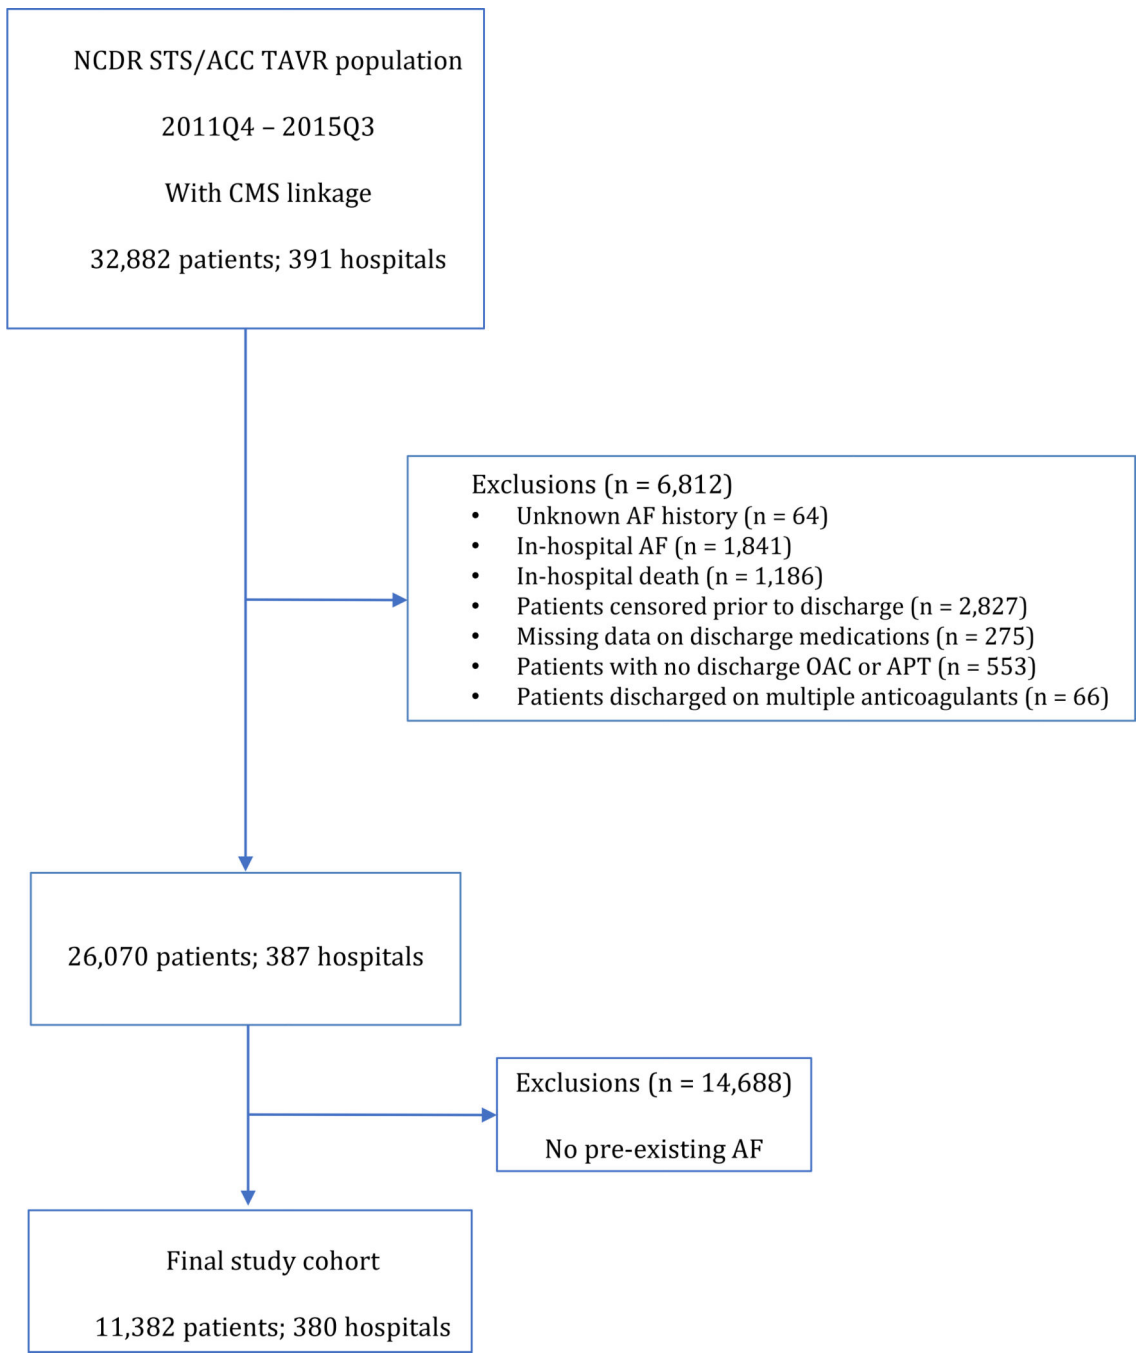 NCDR STS/ACC TAVR population
2011Q4 – 2015Q3
With CMS linkage
32,882 patients; 391 hospitals
Exclusions (n = 6,812)
• Unknown AF history (n = 64)
• In-hospital AF (n = 1,841)
• In-hospital death (n = 1,186)
• Patients censored prior to discharge (n = 2,827)
• Missing data on discharge medications (n = 275)
• Patients with no discharge OAC or APT (n = 553)
• Patients discharged on multiple anticoagulants (n = 66)
26,070 patients; 387 hospitals
Exclusions (n = 14,688)
No pre-existing AF
Final study cohort
11,382 patients; 380 hospitals